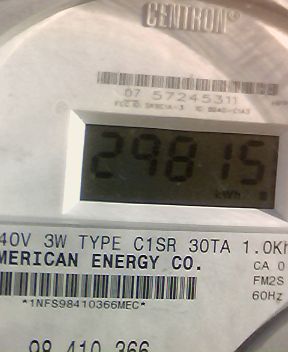 CENTRON®
07 57245311
29815
kWh
40V 3W TYPE C1SR 30TA 1.0Kh
MERICAN ENERGY CO.
CA 0
FM2S
60Hz
*1NFS98410366MEC*
98 410 366